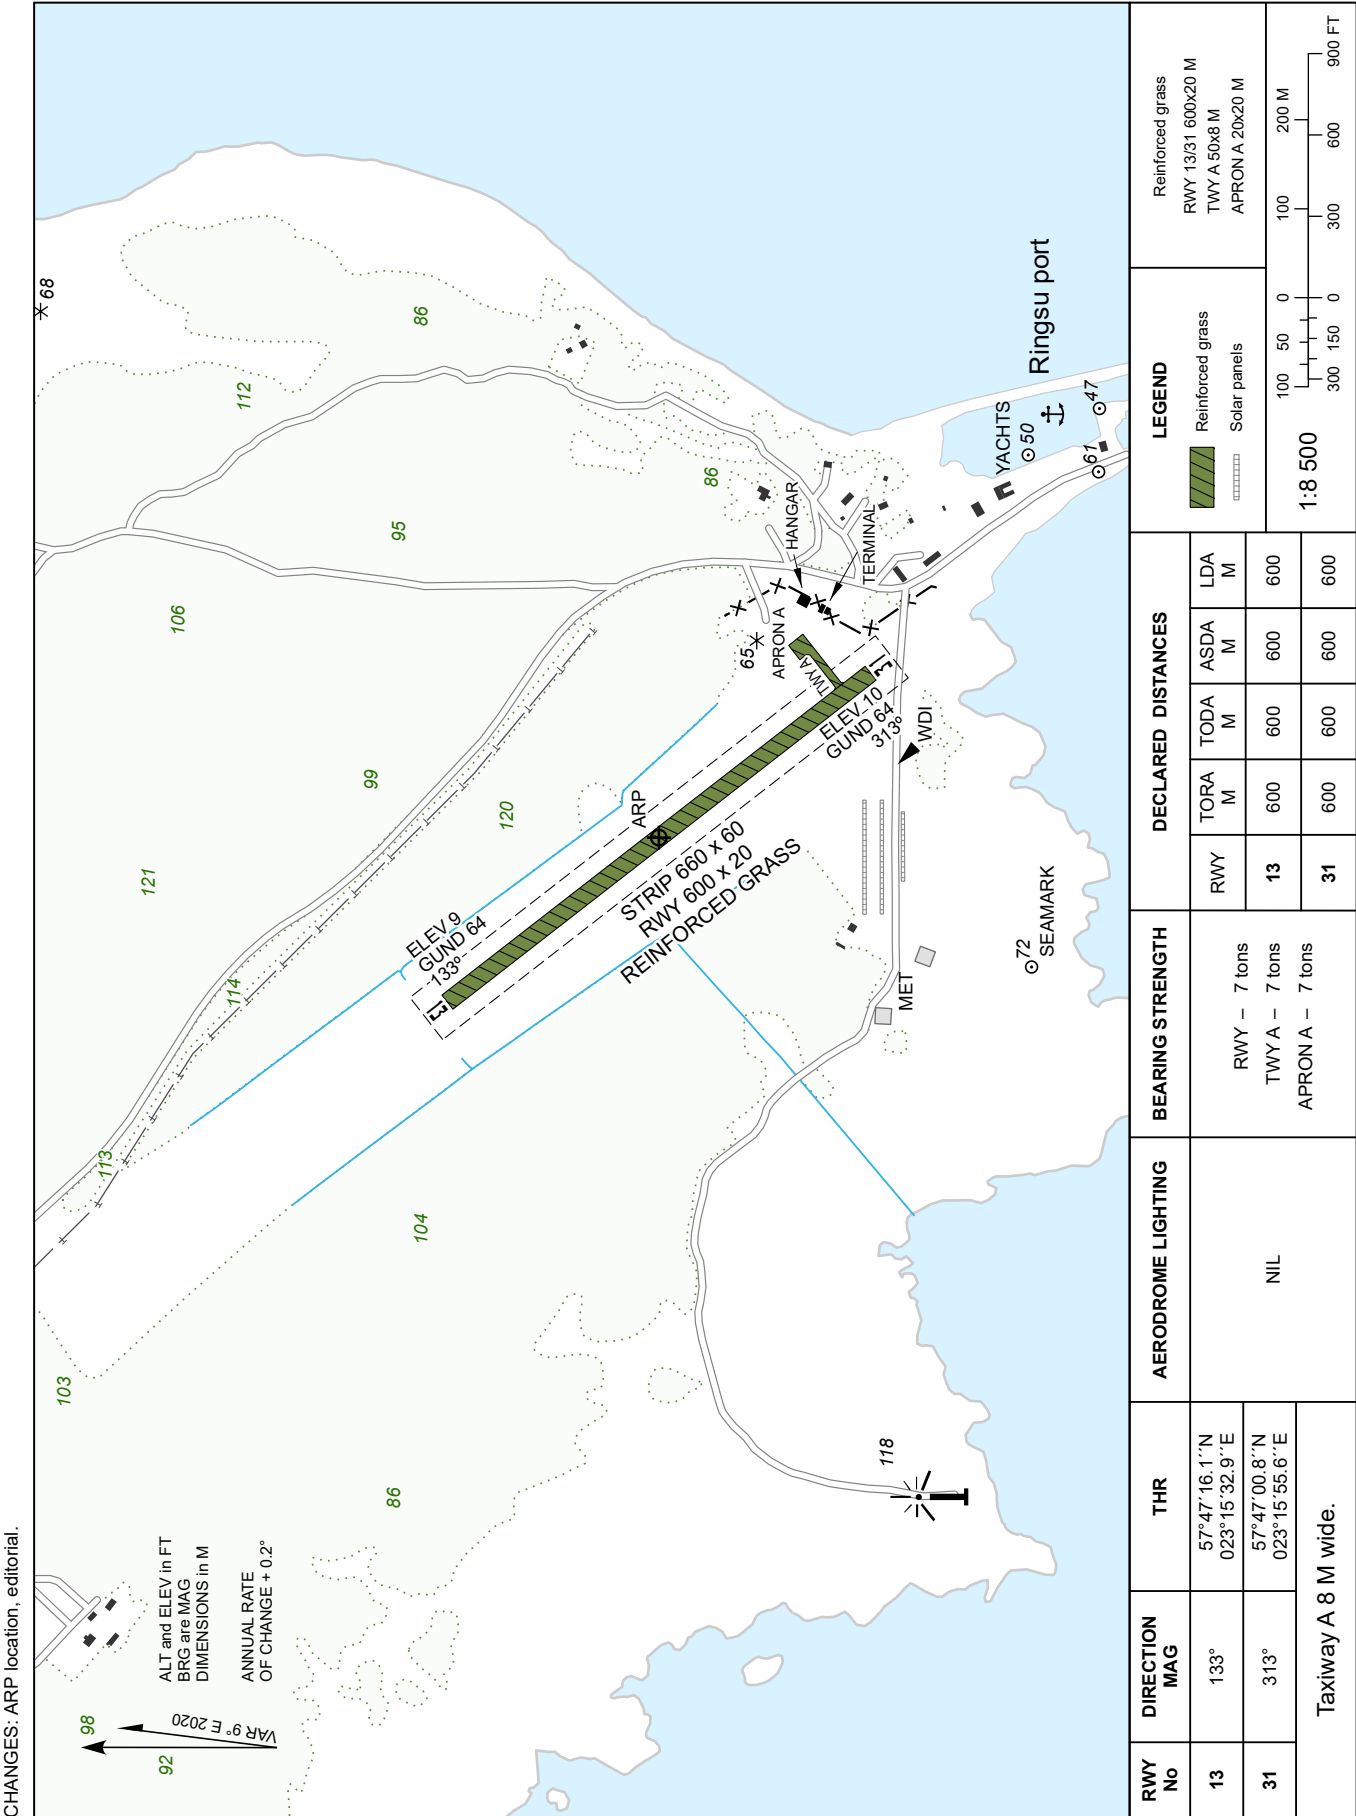 CHANGES: ARP location, editorial.
98
92
VAR 9° E 2020
ALT and ELEV in FT
BRG are MAG
DIMENSIONS in M
ANNUAL RATE
OF CHANGE + 0.2°
103
113
114
121
106
112
68
99
95
86
120
104
86
86
118
ELEV 9
GUND 64
133°
13
ARP
STRIP 660 x 60
RWY 600 x 20
REINFORCED GRASS
ELEV 10
GUND 64
313°
31
TWY A
APRON A
65
HANGAR
TERMINAL
WDI
MET
72
SEAMARK
YACHTS
50
61
47
Ringsu port
RWY
No
DIRECTION
MAG
THR
AERODROME LIGHTING
BEARING STRENGTH
DECLARED DISTANCES
LEGEND
13
133°
57°47´16.1´´N
023°15´32.9´´E
31
313°
57°47´00.8´´N
023°15´55.6´´E
Taxiway A 8 M wide.
NIL
RWY – 7 tons
TWY A – 7 tons
APRON A – 7 tons
RWY
TORA
M
TODA
M
ASDA
M
LDA
M
13
600
600
600
600
31
600
600
600
600
Reinforced grass
Solar panels
Reinforced grass
RWY 13/31 600x20 M
TWY A 50x8 M
APRON A 20x20 M
1:8 500
100
50
0
100
200 M
300
150
0
300
600
900 FT